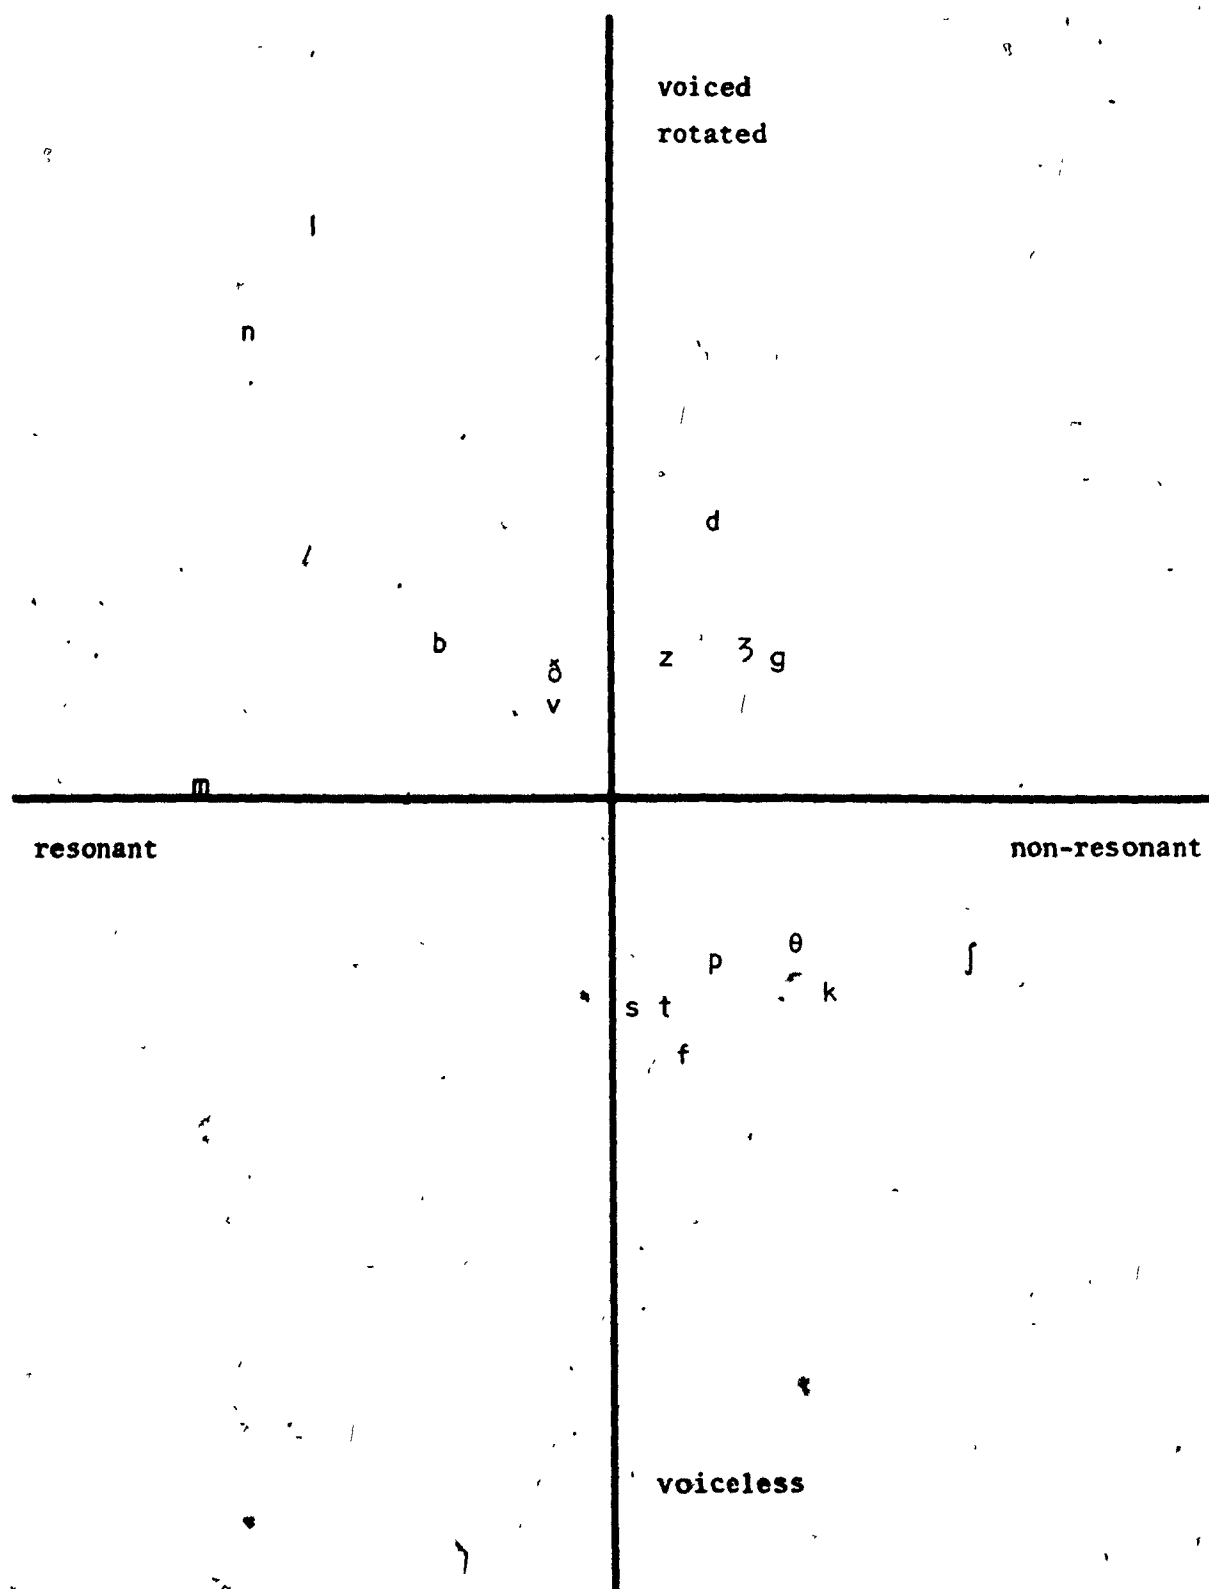 voiced
rotated
l
n
d
b
ð
z ʒ g
v
m
resonant non-resonant
θ
p ʃ
k
s t
f
voiceless